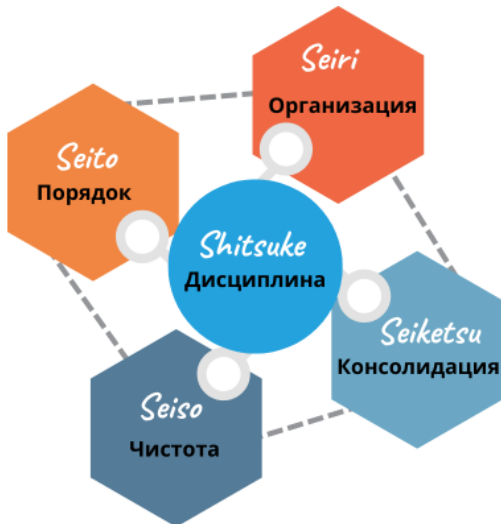 Seiri
Организация
Seito
Порядок
Shitsuke
Дисциплина
Seiketsu
Консолидация
Seiso
Чистота